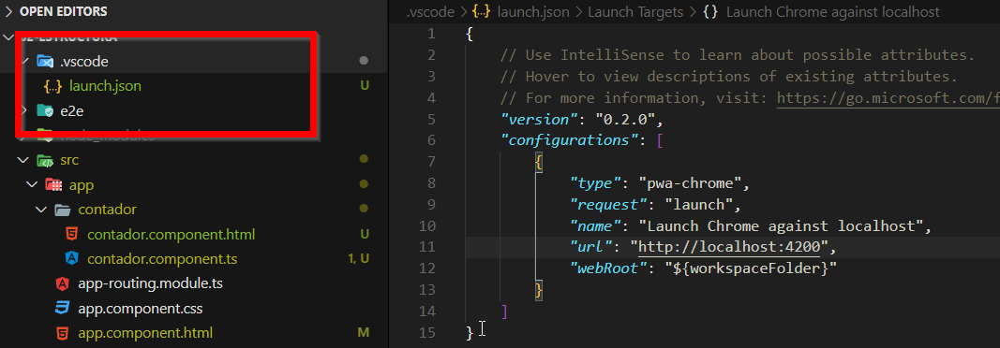 OPEN EDITORS
.vscode
launch.json U
e2e
src
app
contador
contador.component.html U
contador.component.ts 1, U
app-routing.module.ts
app.component.css
app.component.html M
.vscode > {..} launch.json > Launch Targets > {} Launch Chrome against localhost
1 {
2 // Use IntelliSense to learn about possible attributes.
3 // Hover to view descriptions of existing attributes.
4 // For more information, visit: https://go.microsoft.com/f
5 "version": "0.2.0",
6 "configurations": [
7 {
8 "type": "pwa-chrome",
9 "request": "launch",
10 "name": "Launch Chrome against localhost",
11 "url": "http://localhost:4200",
12 "webRoot": "${workspaceFolder}"
13 }
14 ]
15 }